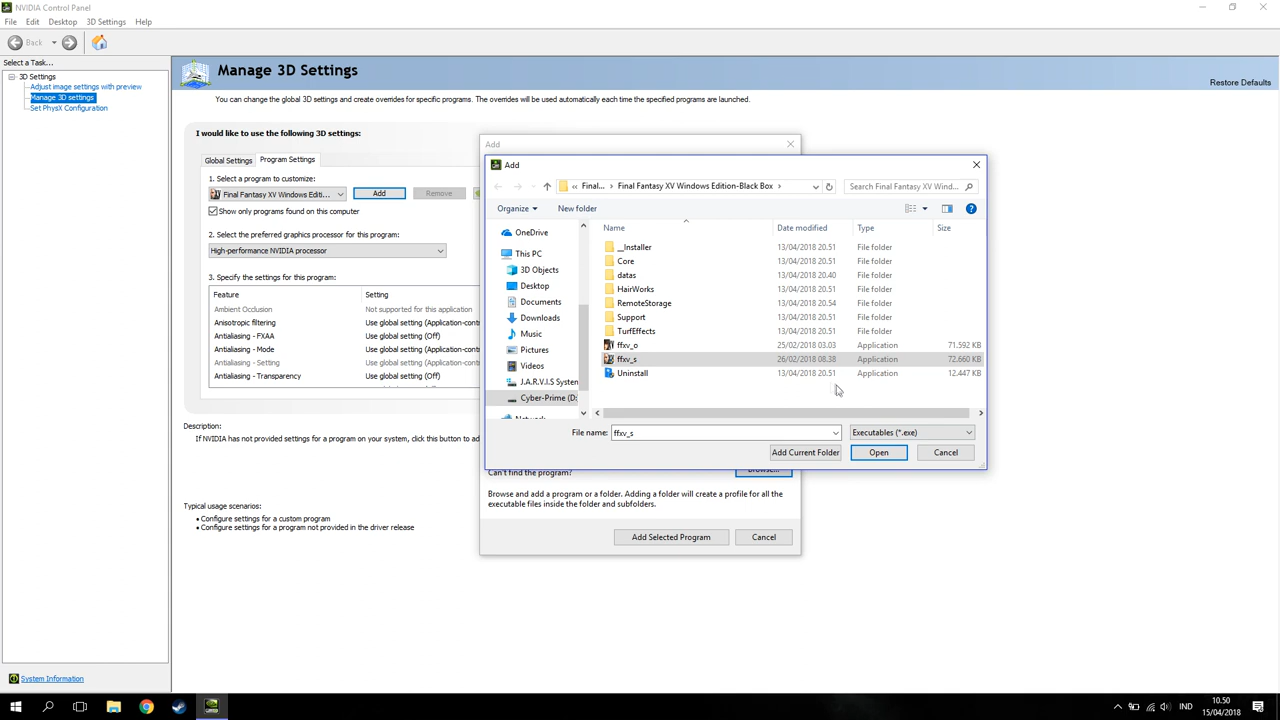 NVIDIA Control Panel
File Edit Desktop 3D Settings Help
Back
Select a Task...
3D Settings
Adjust image settings with preview
Manage 3D settings
Set PhysX Configuration
System Information
Manage 3D Settings
Restore Defaults
You can change the global 3D settings and create overrides for specific programs. The overrides will be used automatically each time the specified programs are launched.
I would like to use the following 3D settings:
Global Settings Program Settings
1. Select a program to customize:
Final Fantasy XV Windows Editi... Add Remove
Show only programs found on this computer
2. Select the preferred graphics processor for this program:
High-performance NVIDIA processor
3. Specify the settings for this program:
Feature Setting
Ambient Occlusion Not supported for this application
Anisotropic filtering Use global setting (Application-contr
Antialiasing - FXAA Use global setting (Off)
Antialiasing - Mode Use global setting (Application-contr
Antialiasing - Setting Use global setting (Application-contr
Antialiasing - Transparency Use global setting (Off)
Description:
If NVIDIA has not provided settings for a program on your system, click this button to add
Typical usage scenarios:
• Configure settings for a custom program
• Configure settings for a program not provided in the driver release
Add
Add
« Final... › Final Fantasy XV Windows Edition-Black Box ›
Search Final Fantasy XV Wind...
Organize New folder
OneDrive
This PC
3D Objects
Desktop
Documents
Downloads
Music
Pictures
Videos
J.A.R.V.I.S System
Cyber-Prime (D:
Name Date modified Type Size
__Installer 13/04/2018 20.51 File folder
Core 13/04/2018 20.51 File folder
datas 13/04/2018 20.40 File folder
HairWorks 13/04/2018 20.51 File folder
RemoteStorage 13/04/2018 20.54 File folder
Support 13/04/2018 20.51 File folder
TurfEffects 13/04/2018 20.51 File folder
ffxv_o 25/02/2018 03.03 Application 71.592 KB
ffxv_s 26/02/2018 08.38 Application 72.660 KB
Uninstall 13/04/2018 20.51 Application 12.447 KB
File name: ffxv_s Executables (*.exe)
Add Current Folder Open Cancel
Can't find the program? Browse...
Browse and add a program or a folder. Adding a folder will create a profile for all the
executable files inside the folder and subfolders.
Add Selected Program Cancel
IND
10.50
15/04/2018